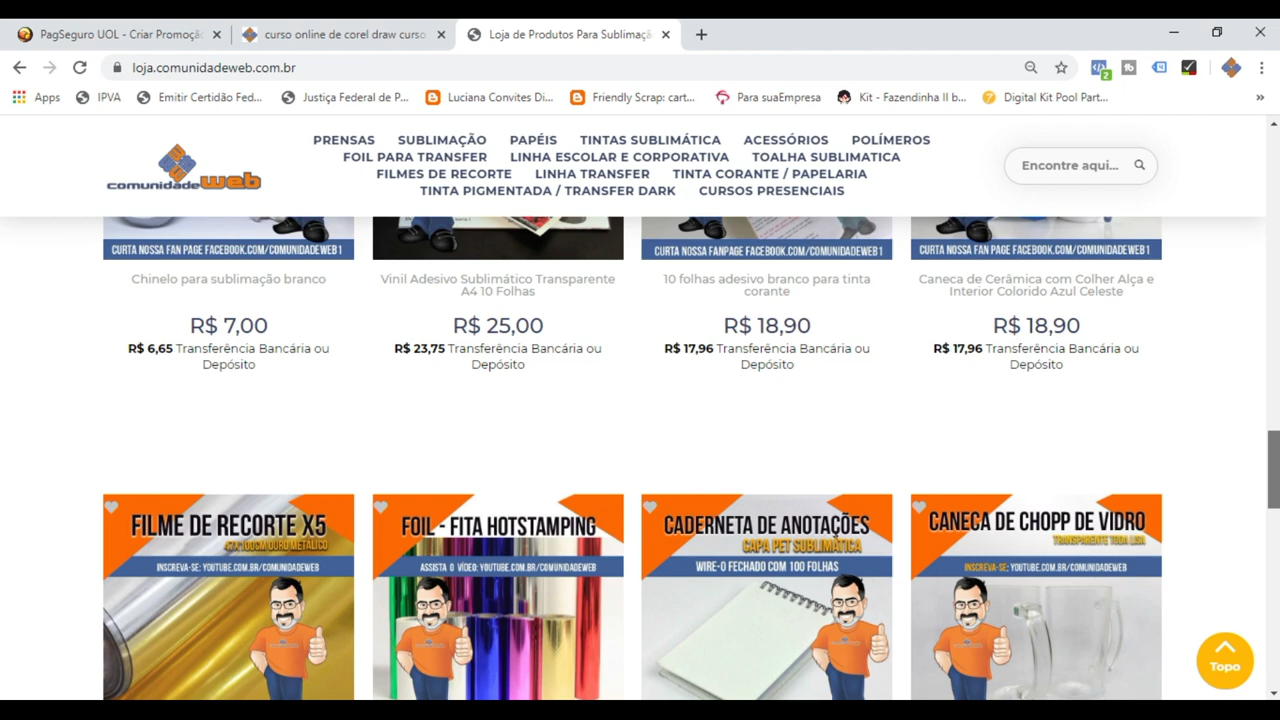 PagSeguro UOL - Criar Promoçã
curso online de corel draw curso
Loja de Produtos Para Sublimaçã
loja.comunidadeweb.com.br
Apps
IPVA
Emitir Certidão Fed...
Justiça Federal de P...
Luciana Convites Di...
Friendly Scrap: cart...
Para suaEmpresa
Kit - Fazendinha II b...
Digital Kit Pool Part...
PRENSAS SUBLIMAÇÃO PAPÉIS TINTAS SUBLIMÁTICA ACESSÓRIOS POLÍMEROS
FOIL PARA TRANSFER LINHA ESCOLAR E CORPORATIVA TOALHA SUBLIMATICA
FILMES DE RECORTE LINHA TRANSFER TINTA CORANTE / PAPELARIA
TINTA PIGMENTADA / TRANSFER DARK CURSOS PRESENCIAIS
comunidadeweb
Encontre aqui...
CURTA NOSSA FAN PAGE FACEBOOK.COM/COMUNIDADEWEB1
CURTA NOSSA FANPAGE FACEBOOK.COM/COMUNIDADEWEB1
CURTA NOSSA FAN PAGE FACEBOOK.COM/COMUNIDADEWEB1
Chinelo para sublimação branco
R$ 7,00
R$ 6,65 Transferência Bancária ou
Depósito
Vinil Adesivo Sublimático Transparente
A4 10 Folhas
R$ 25,00
R$ 23,75 Transferência Bancária ou
Depósito
10 folhas adesivo branco para tinta
corante
R$ 18,90
R$ 17,96 Transferência Bancária ou
Depósito
Caneca de Cerâmica com Colher Alça e
Interior Colorido Azul Celeste
R$ 18,90
R$ 17,96 Transferência Bancária ou
Depósito
FILME DE RECORTE X5
47X100CM OURO METÁLICO
INSCREVA-SE: YOUTUBE.COM.BR/COMUNIDADEWEB
FOIL - FITA HOTSTAMPING
ASSISTA O VÍDEO: YOUTUBE.COM.BR/COMUNIDADEWEB
CADERNETA DE ANOTAÇÕES
CAPA PET SUBLIMÁTICA
WIRE-O FECHADO COM 100 FOLHAS
CANECA DE CHOPP DE VIDRO
TRANSPARENTE TODA LISA
INSCREVA-SE: YOUTUBE.COM.BR/COMUNIDADEWEB
Topo